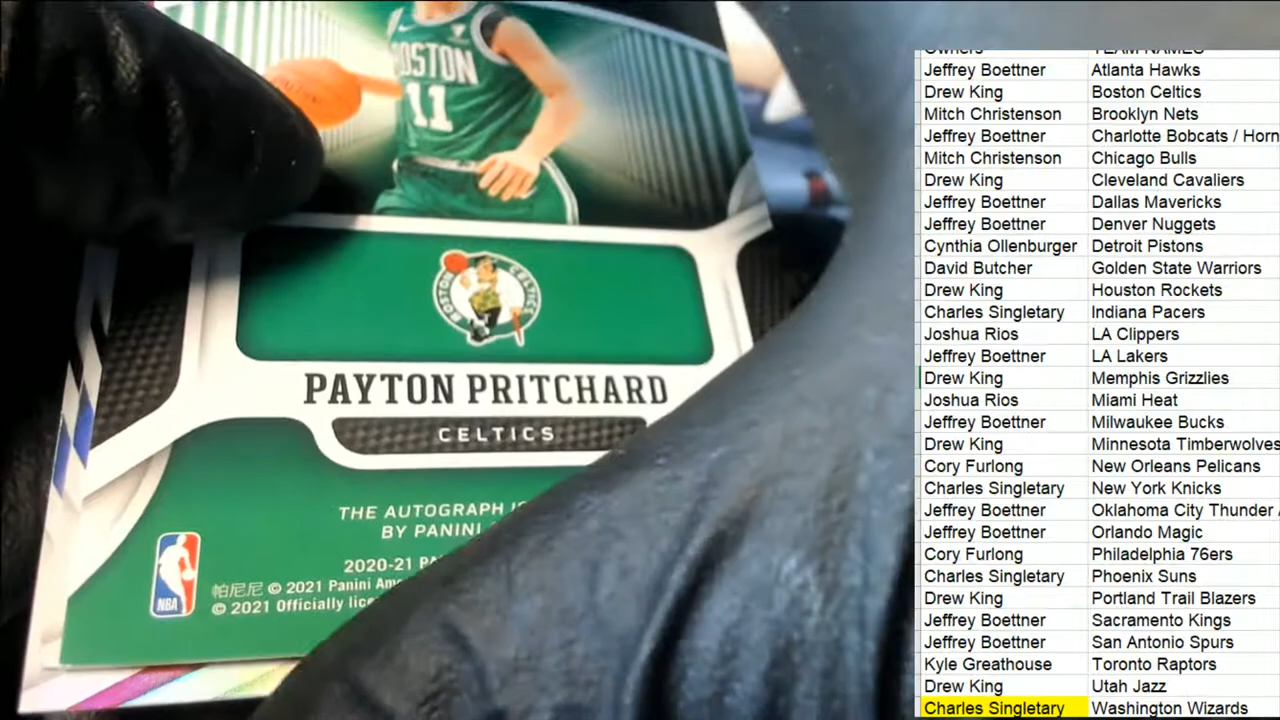 BOSTON
11
BOSTON CELTICS
PAYTON PRITCHARD
CELTICS
THE AUTOGRAPH
BY PANINI
2020-21
帕尼尼 © 2021 Panini
© 2021 Officially
NBA
Owners TEAM NAMES
Jeffrey Boettner Atlanta Hawks
Drew King Boston Celtics
Mitch Christenson Brooklyn Nets
Jeffrey Boettner Charlotte Bobcats / Horn
Mitch Christenson Chicago Bulls
Drew King Cleveland Cavaliers
Jeffrey Boettner Dallas Mavericks
Jeffrey Boettner Denver Nuggets
Cynthia Ollenburger Detroit Pistons
David Butcher Golden State Warriors
Drew King Houston Rockets
Charles Singletary Indiana Pacers
Joshua Rios LA Clippers
Jeffrey Boettner LA Lakers
Drew King Memphis Grizzlies
Joshua Rios Miami Heat
Jeffrey Boettner Milwaukee Bucks
Drew King Minnesota Timberwolves
Cory Furlong New Orleans Pelicans
Charles Singletary New York Knicks
Jeffrey Boettner Oklahoma City Thunder /
Jeffrey Boettner Orlando Magic
Cory Furlong Philadelphia 76ers
Charles Singletary Phoenix Suns
Drew King Portland Trail Blazers
Jeffrey Boettner Sacramento Kings
Jeffrey Boettner San Antonio Spurs
Kyle Greathouse Toronto Raptors
Drew King Utah Jazz
Charles Singletary Washington Wizards